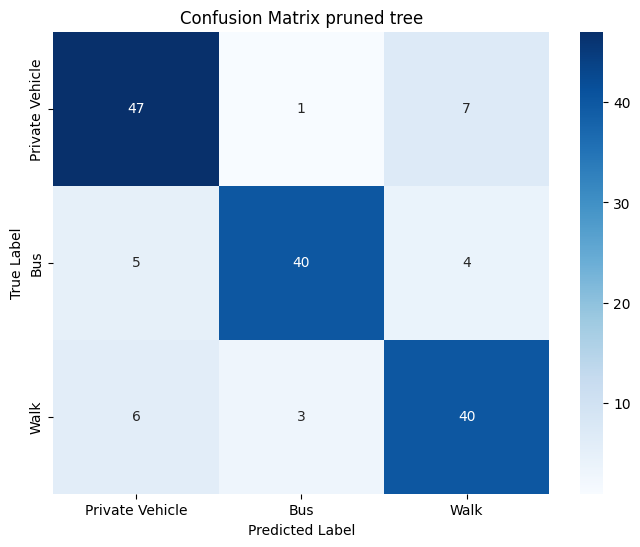 Confusion Matrix pruned tree
Private Vehicle
47
1
7
Bus
5
40
4
Walk
6
3
40
True Label
Private Vehicle
Bus
Walk
Predicted Label
40
30
20
10